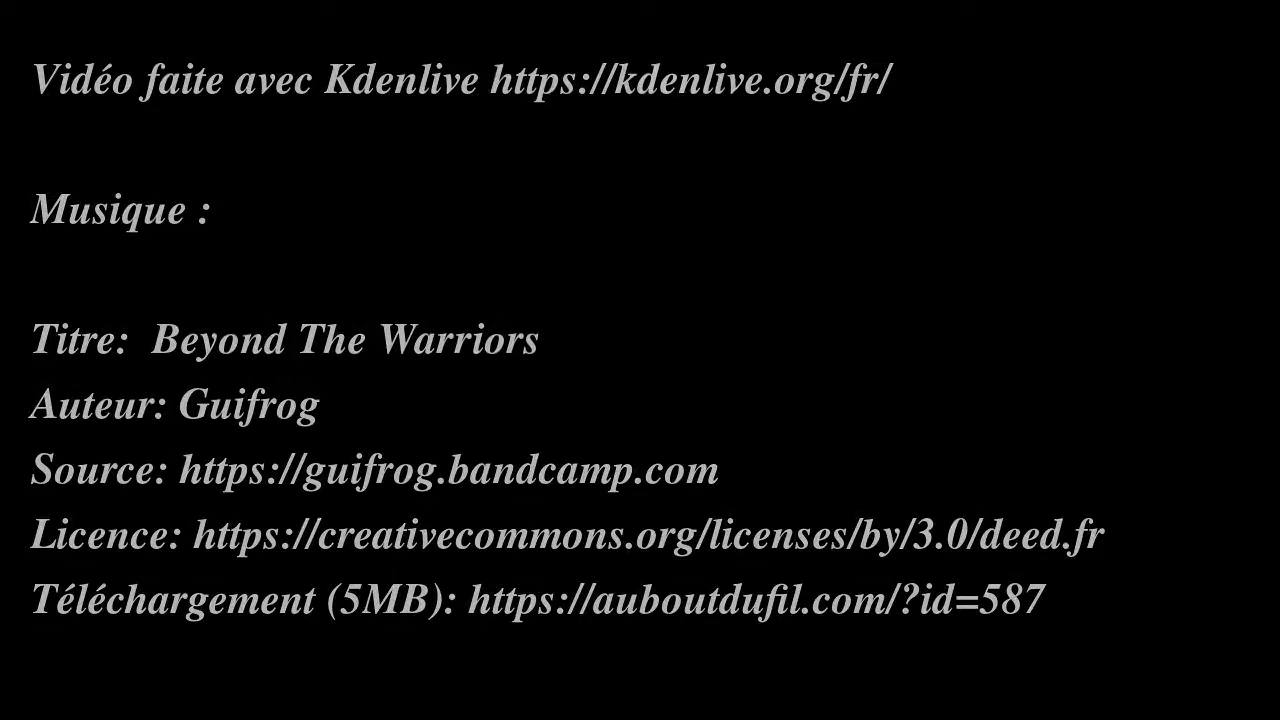 Vidéo faite avec Kdenlive https://kdenlive.org/fr/
Musique :
Titre:  Beyond The Warriors
Auteur: Guifrog
Source: https://guifrog.bandcamp.com
Licence: https://creativecommons.org/licenses/by/3.0/deed.fr
Téléchargement (5MB): https://auboutdufil.com/?id=587